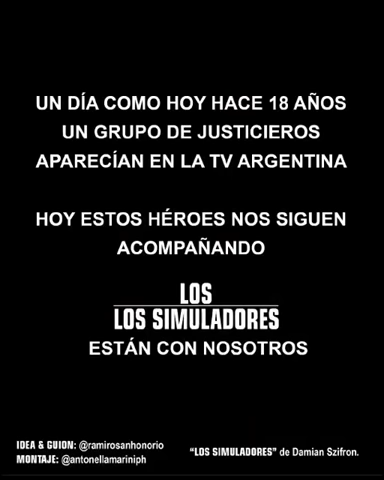 UN DÍA COMO HOY HACE 18 AÑOS
UN GRUPO DE JUSTICIEROS
APARECÍAN EN LA TV ARGENTINA
HOY ESTOS HÉROES NOS SIGUEN
ACOMPAÑANDO
LOS
LOS SIMULADORES
ESTÁN CON NOSOTROS
IDEA & GUION: @ramirosanhonorio
MONTAJE: @antonellamariniph
“LOS SIMULADORES” de Damian Szifron.